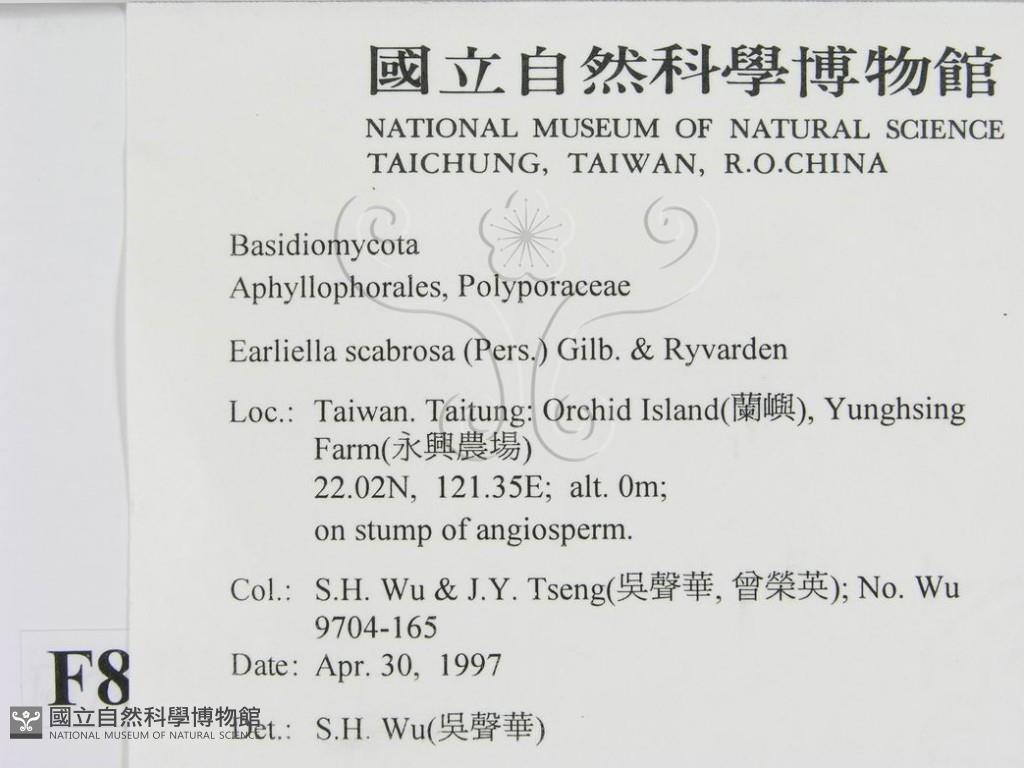 國立自然科學博物館
NATIONAL MUSEUM OF NATURAL SCIENCE
TAICHUNG, TAIWAN, R.O.CHINA
Basidiomycota
Aphyllophorales, Polyporaceae
Earliella scabrosa (Pers.) Gilb. & Ryvarden
Loc.: Taiwan. Taitung: Orchid Island(蘭嶼), Yunghsing
Farm(永興農場)
22.02N, 121.35E; alt. 0m;
on stump of angiosperm.
Col.: S.H. Wu & J.Y. Tseng(吳聲華, 曾榮英); No. Wu
9704-165
Date: Apr. 30, 1997
Det.: S.H. Wu(吳聲華)
F8
國立自然科學博物館
NATIONAL MUSEUM OF NATURAL SCIENCE